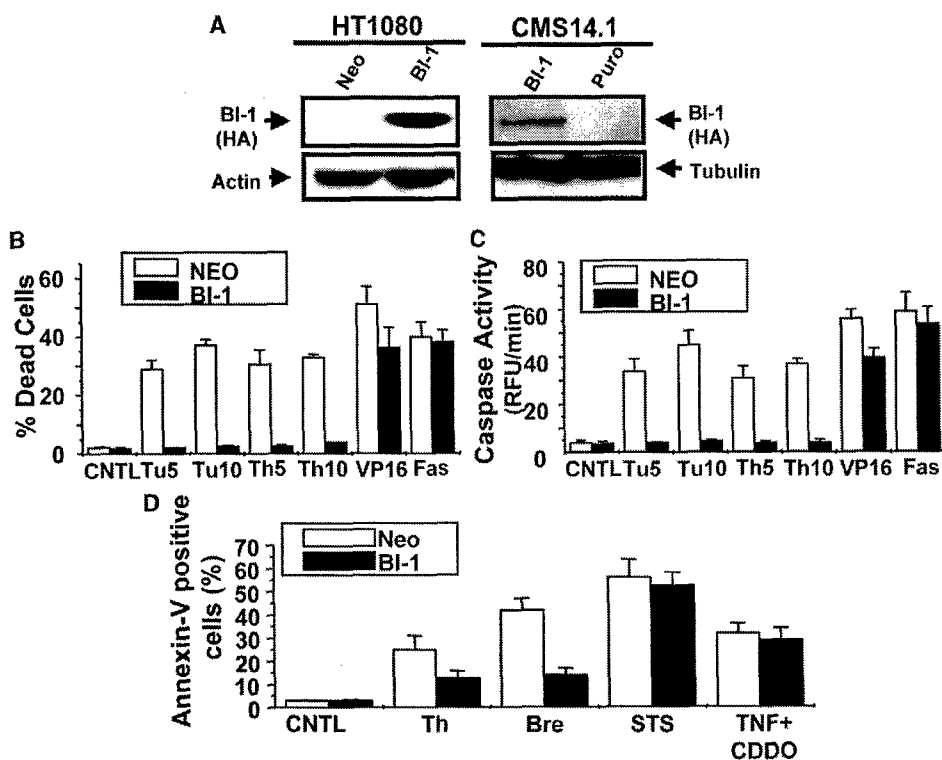 A
HT1080
CMS14.1
Neo
BI-1
BI-1
Puro
BI-1
(HA)
BI-1
(HA)
Actin
Tubulin
B
NEO
BI-1
% Dead Cells
60
40
20
0
CNTL Tu5 Tu10 Th5 Th10 VP16 Fas
C
NEO
BI-1
Caspase Activity
(RFU/min)
80
60
40
20
0
CNTL Tu5 Tu10 Th5 Th10 VP16 Fas
D
Neo
BI-1
Annexin-V positive
cells (%)
70
60
50
40
30
20
10
0
CNTL Th Bre STS TNF+
CDDO